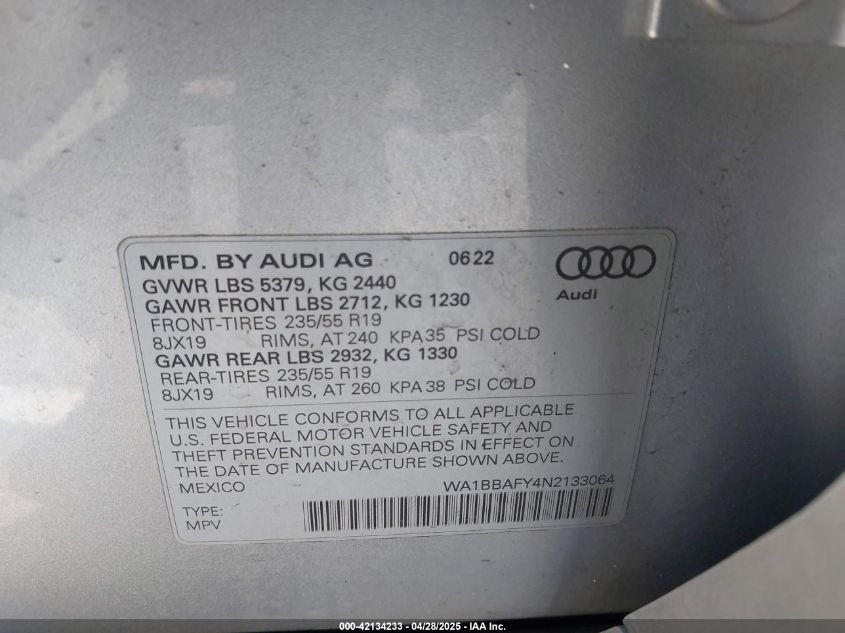 MFD. BY AUDI AG 0622
GVWR LBS 5379, KG 2440
GAWR FRONT LBS 2712, KG 1230
FRONT-TIRES 235/55 R19
8JX19 RIMS, AT 240 KPA 35 PSI COLD
GAWR REAR LBS 2932, KG 1330
REAR-TIRES 235/55 R19
8JX19 RIMS, AT 260 KPA 38 PSI COLD
Audi
THIS VEHICLE CONFORMS TO ALL APPLICABLE
U.S. FEDERAL MOTOR VEHICLE SAFETY AND
THEFT PREVENTION STANDARDS IN EFFECT ON
THE DATE OF MANUFACTURE SHOWN ABOVE.
MEXICO WA1BBAFY4N2133064
TYPE:
MPV
000-42134233 - 04/28/2025 - IAA Inc.